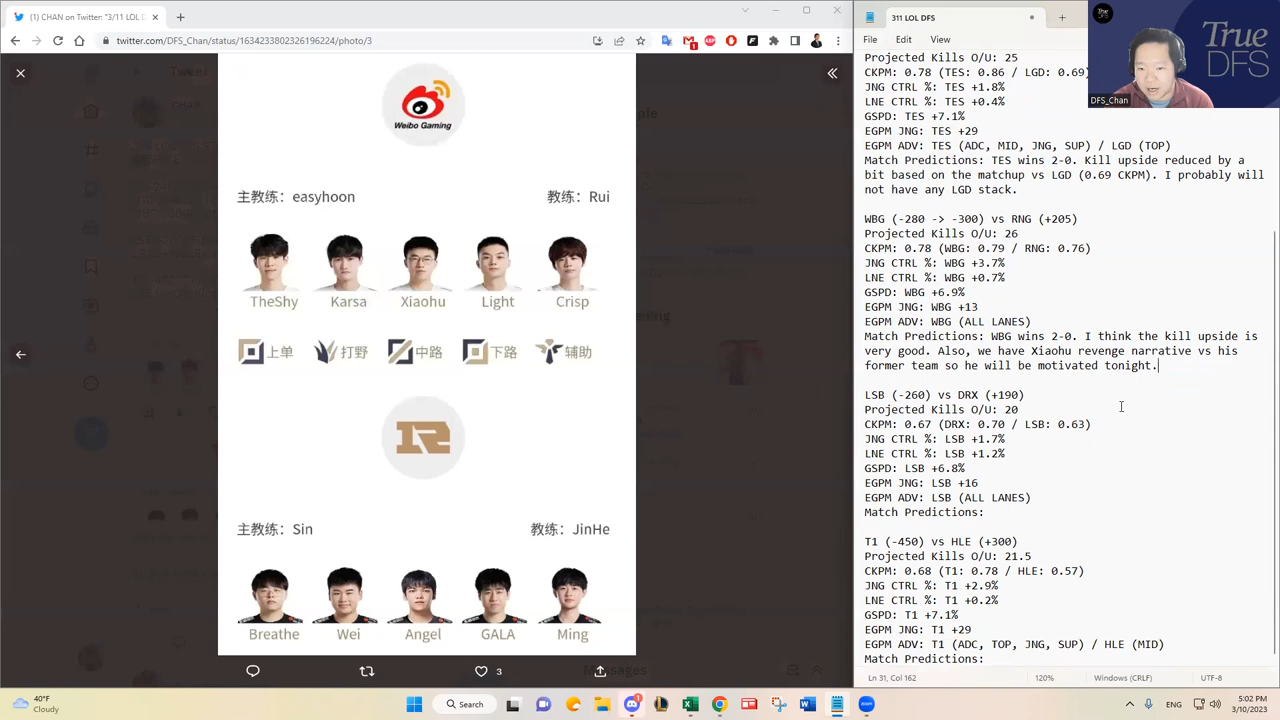 (1) CHAN on Twitter: "3/11 LOL D
twitter.com/DFS_Chan/status/1634233802326196224/photo/3
Weibo Gaming
主教练：easyhoon
教练：Rui
TheShy
Karsa
Xiaohu
Light
Crisp
上单
打野
中路
下路
辅助
主教练：Sin
教练：JinHe
Breathe
Wei
Angel
GALA
Ming
3
311 LOL DFS
File
Edit
View
Projected Kills O/U: 25
CKPM: 0.78 (TES: 0.86 / LGD: 0.69)
JNG CTRL %: TES +1.8%
LNE CTRL %: TES +0.4%
GSPD: TES +7.1%
EGPM JNG: TES +29
EGPM ADV: TES (ADC, MID, JNG, SUP) / LGD (TOP)
Match Predictions: TES wins 2-0. Kill upside reduced by a
bit based on the matchup vs LGD (0.69 CKPM). I probably will
not have any LGD stack.
WBG (-280 -> -300) vs RNG (+205)
Projected Kills O/U: 26
CKPM: 0.78 (WBG: 0.79 / RNG: 0.76)
JNG CTRL %: WBG +3.7%
LNE CTRL %: WBG +0.7%
GSPD: WBG +6.9%
EGPM JNG: WBG +13
EGPM ADV: WBG (ALL LANES)
Match Predictions: WBG wins 2-0. I think the kill upside is
very good. Also, we have Xiaohu revenge narrative vs his
former team so he will be motivated tonight.
LSB (-260) vs DRX (+190)
Projected Kills O/U: 20
CKPM: 0.67 (DRX: 0.70 / LSB: 0.63)
JNG CTRL %: LSB +1.7%
LNE CTRL %: LSB +1.2%
GSPD: LSB +6.8%
EGPM JNG: LSB +16
EGPM ADV: LSB (ALL LANES)
Match Predictions:
T1 (-450) vs HLE (+300)
Projected Kills O/U: 21.5
CKPM: 0.68 (T1: 0.78 / HLE: 0.57)
JNG CTRL %: T1 +2.9%
LNE CTRL %: T1 +0.2%
GSPD: T1 +7.1%
EGPM JNG: T1 +29
EGPM ADV: T1 (ADC, TOP, JNG, SUP) / HLE (MID)
Match Predictions:
Ln 31, Col 162
120%
Windows (CRLF)
UTF-8
DFS_Chan
True
DFS
40°F
Cloudy
Search
ENG
5:02 PM
3/10/2023